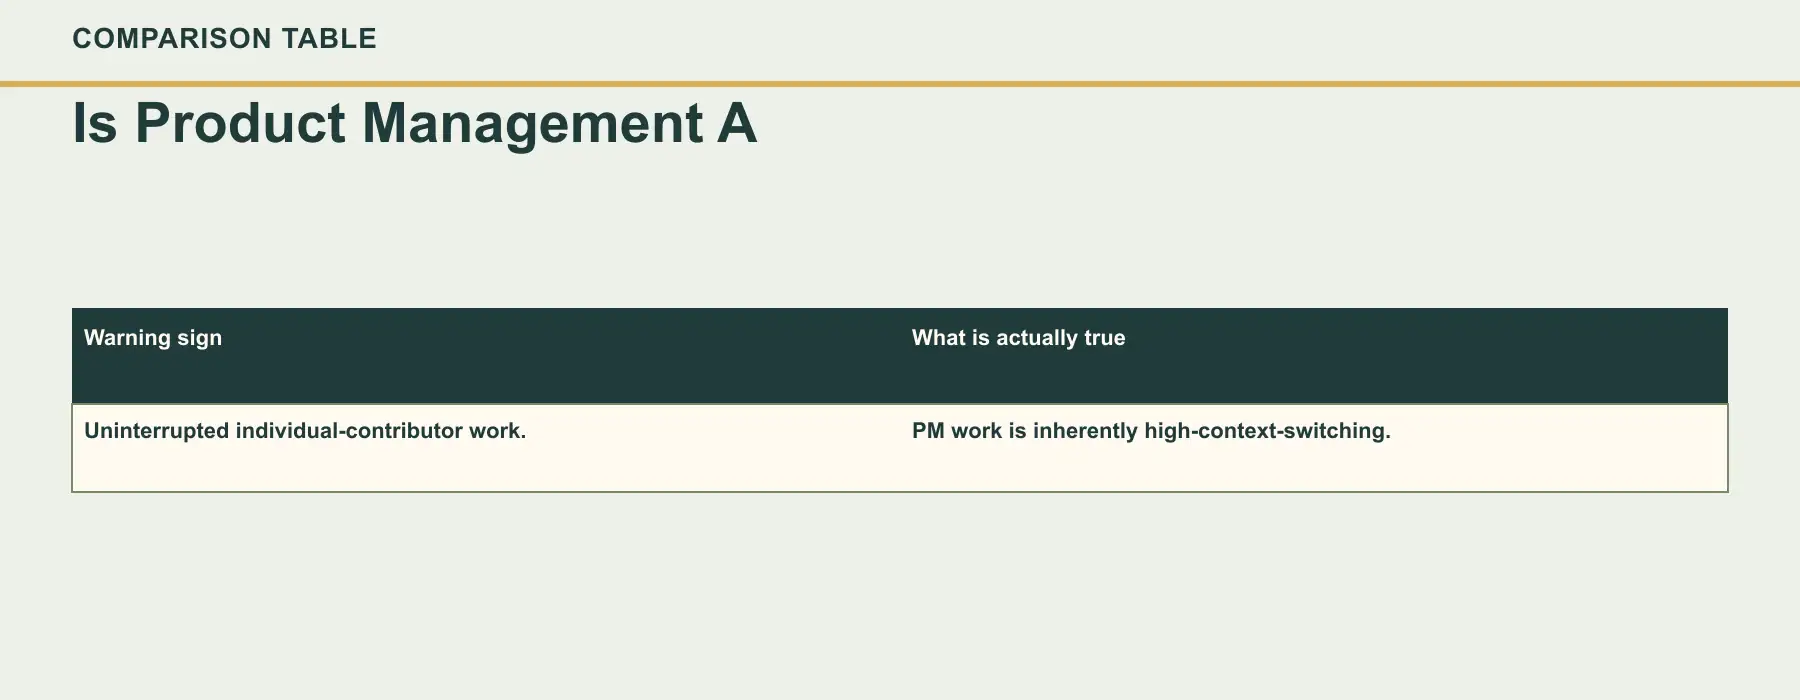 COMPARISON TABLE
Is Product Management A
Warning sign
What is actually true
Uninterrupted individual-contributor work.
PM work is inherently high-context-switching.